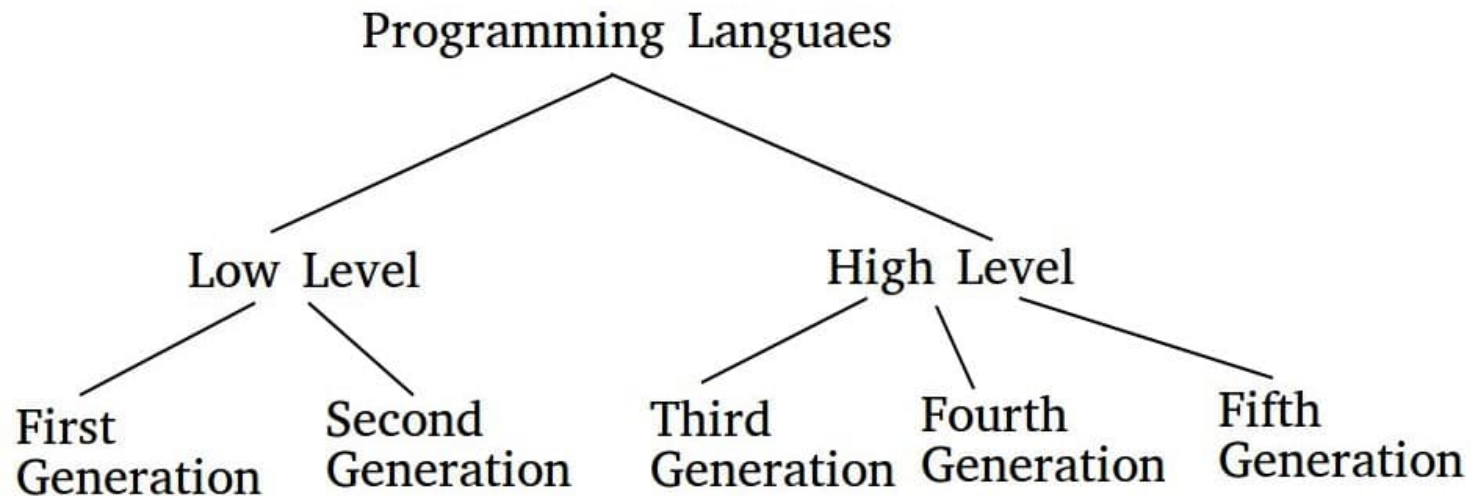 Programming Languaes
Low Level
High Level
First
Generation
Second
Generation
Third
Generation
Fourth
Generation
Fifth
Generation